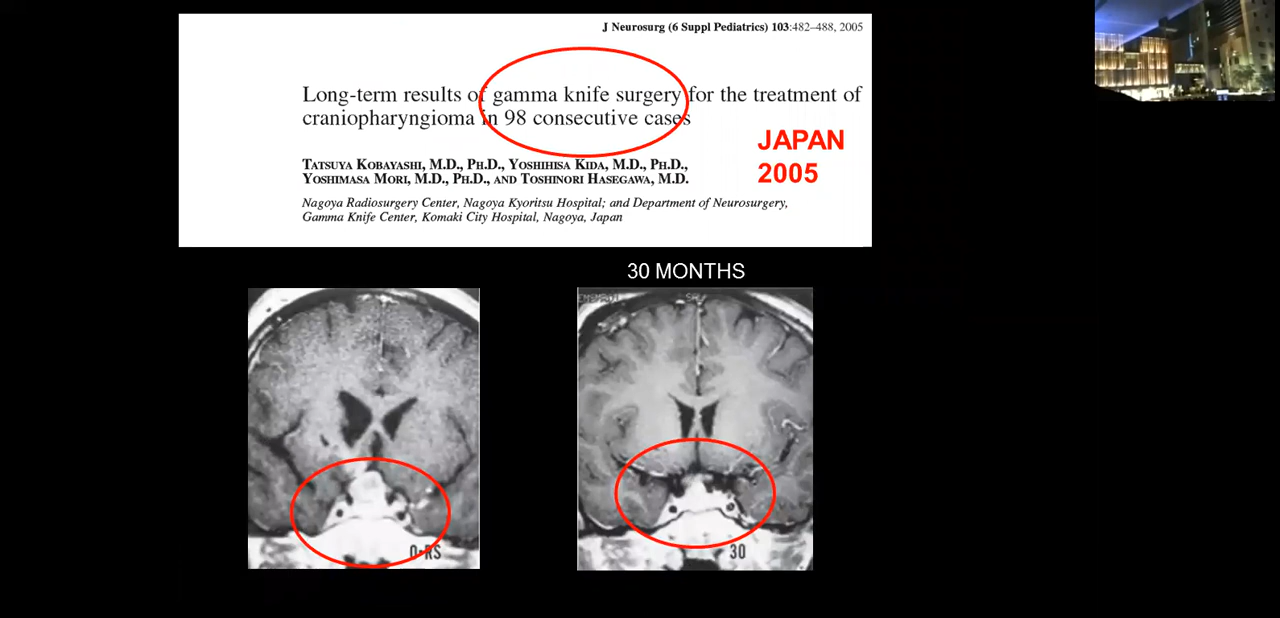 J Neurosurg (6 Suppl Pediatrics) 103:482–488, 2005
Long-term results of gamma knife surgery for the treatment of
craniopharyngioma in 98 consecutive cases
JAPAN
2005
TATSUYA KOBAYASHI, M.D., PH.D., YOSHIHISA KIDA, M.D., PH.D.,
YOSHIMASA MORI, M.D., PH.D., AND TOSHINORI HASEGAWA, M.D.
Nagoya Radiosurgery Center, Nagoya Kyoritsu Hospital; and Department of Neurosurgery,
Gamma Knife Center, Komaki City Hospital, Nagoya, Japan
30 MONTHS
0-RS
30